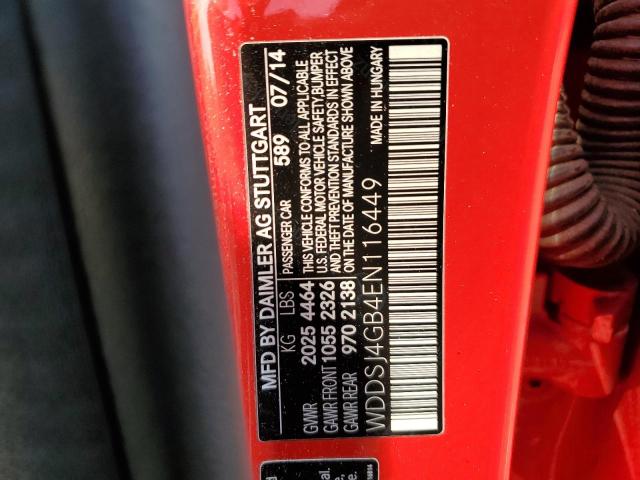 MFD BY DAIMLER AG STUTTGART
KG LBS PASSENGER CAR 589 07/14
GVWR 2025 4464 THIS VEHICLE CONFORMS TO ALL APPLICABLE
GAWR FRONT 1055 2326 U.S. FEDERAL MOTOR VEHICLE SAFETY, BUMPER
AND THEFT PREVENTION STANDARDS IN EFFECT
GAWR REAR 970 2138 ON THE DATE OF MANUFACTURE SHOWN ABOVE
WDDSJ4GB4EN116449 MADE IN HUNGARY